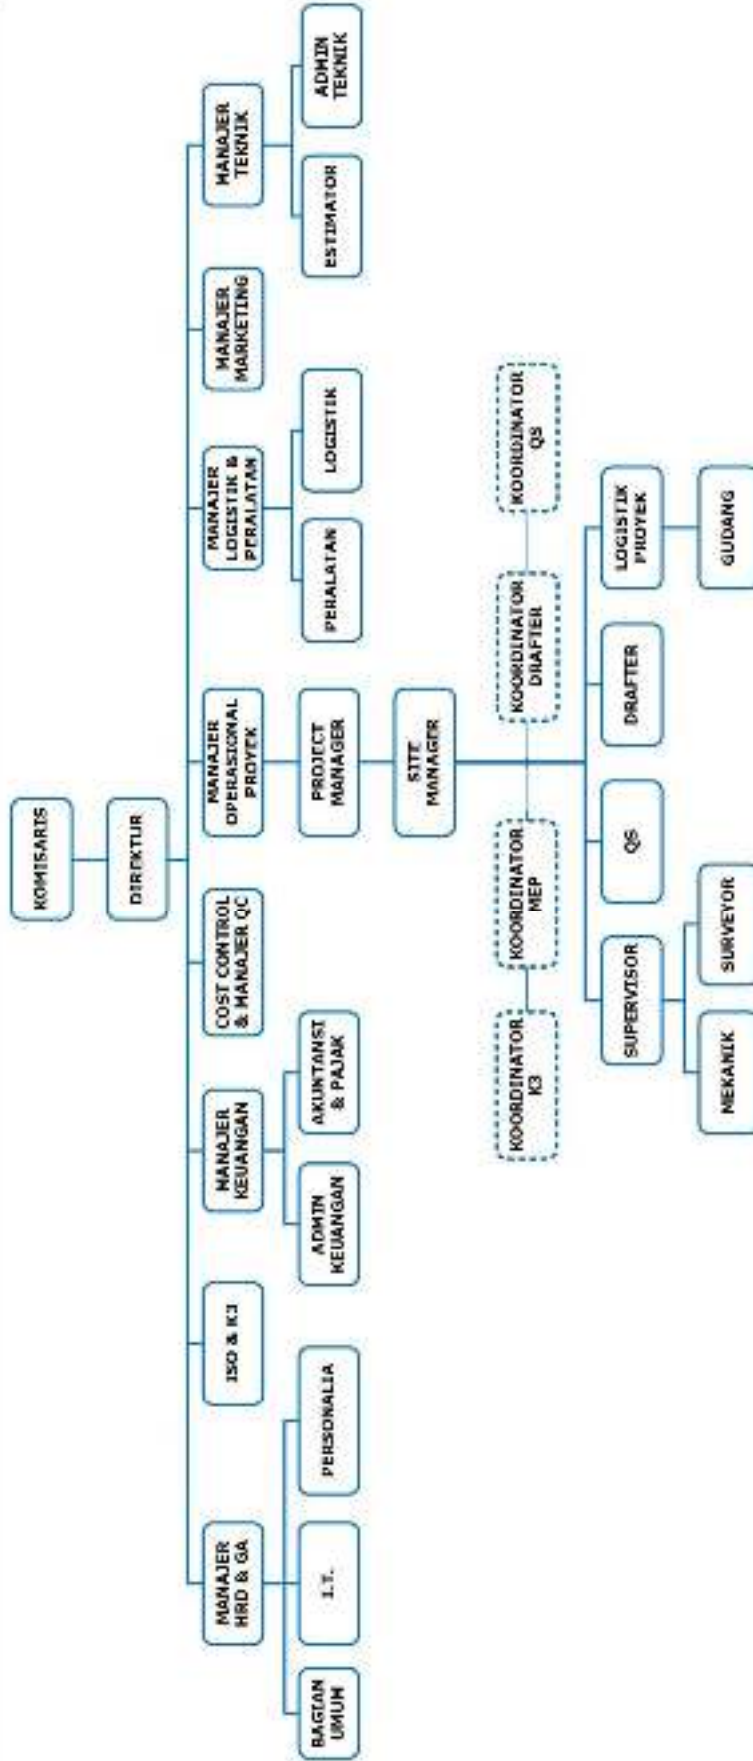 KOMISARIS
DIREKTUR
MANAJER
HRD & GA
ISO & K3
MANAJER
KEUANGAN
COST CONTROL
& MANAJER QC
MANAJER
OPERASIONAL
PROYEK
MANAJER
LOGISTIK &
PERALATAN
MANAJER
MARKETING
MANAJER
TEKNIK
BAGIAN
UMUM
I.T.
PERSONALIA
ADMIN
KEUANGAN
AKUNTANSI
& PAJAK
PROJECT
MANAGER
PERALATAN
LOGISTIK
ESTIMATOR
ADMIN
TEKNIK
SITE
MANAGER
KOORDINATOR
K3
KOORDINATOR
MEP
KOORDINATOR
DRAFTER
KOORDINATOR
QS
SUPERVISOR
QS
DRAFTER
LOGISTIK
PROYEK
MEKANIK
SURVEYOR
GUDANG